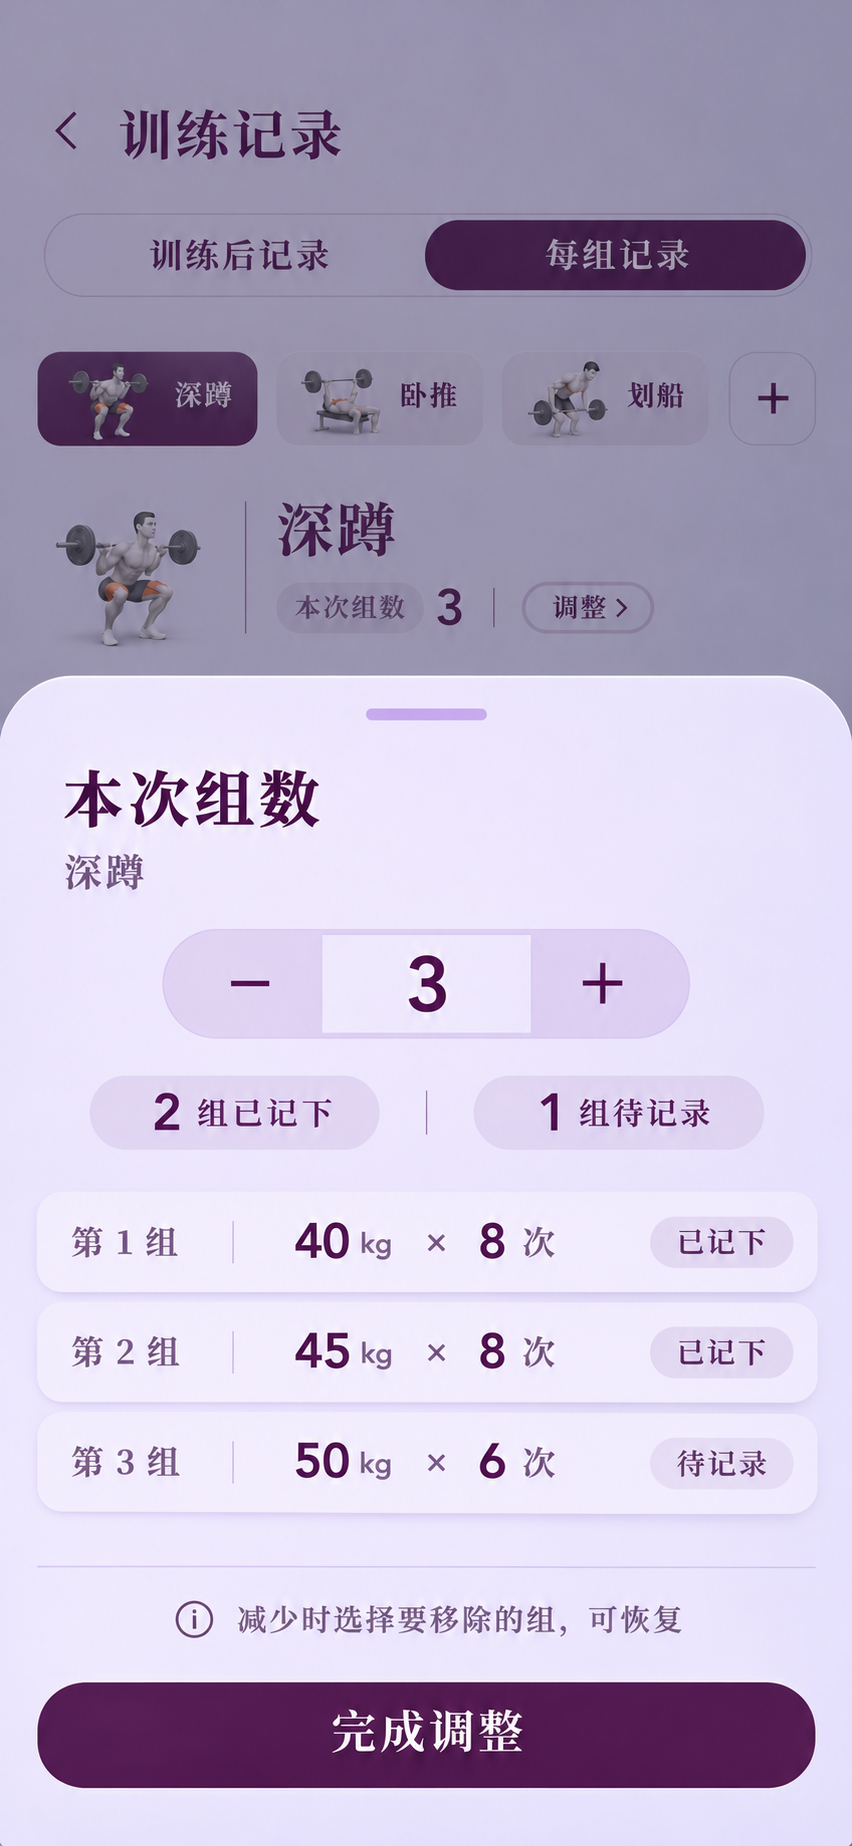 训练记录
训练后记录 每组记录
深蹲 卧推 划船 +
深蹲
本次组数 3 调整 >
本次组数
深蹲
− 3 +
2 组已记下 1 组待记录
第 1 组 40 kg × 8 次 已记下
第 2 组 45 kg × 8 次 已记下
第 3 组 50 kg × 6 次 待记录
减少时选择要移除的组，可恢复
完成调整